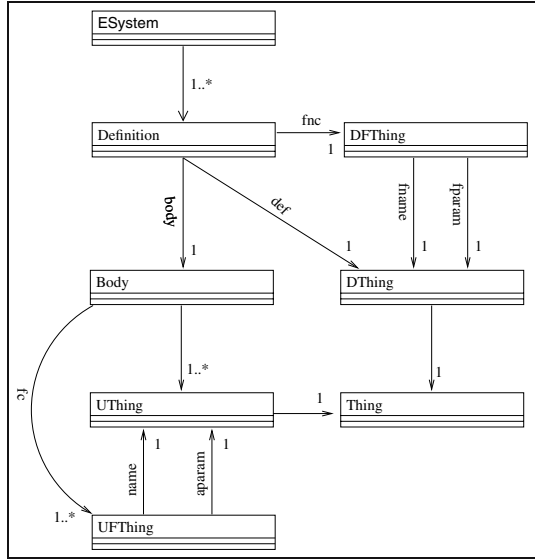 ESystem
1..*
Definition
fnc
1
DFThing
body
def
fname
fparam
1
1
1
1
Body
DThing
fc
1..*
1
UThing
1
Thing
1
1
name
aparam
1..*
UFThing